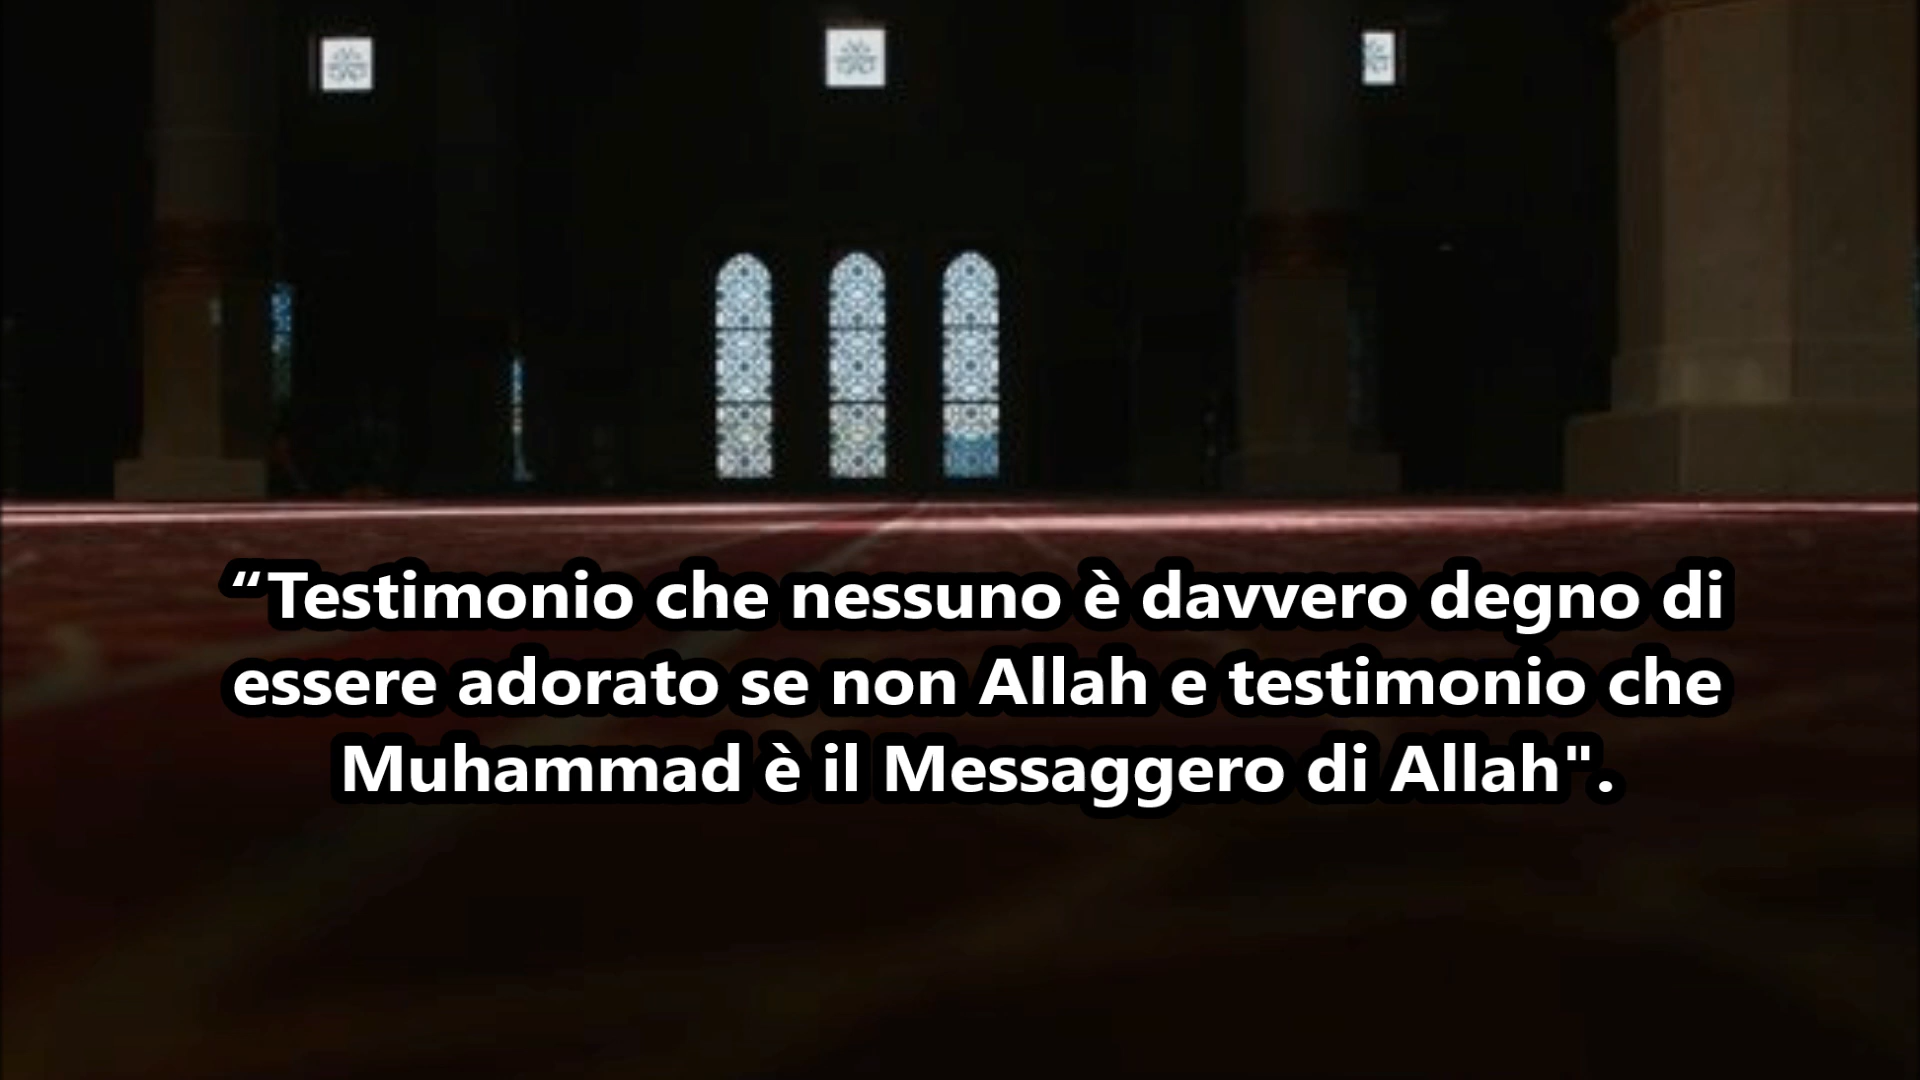 “Testimonio che nessuno è davvero degno di
essere adorato se non Allah e testimonio che
Muhammad è il Messaggero di Allah".